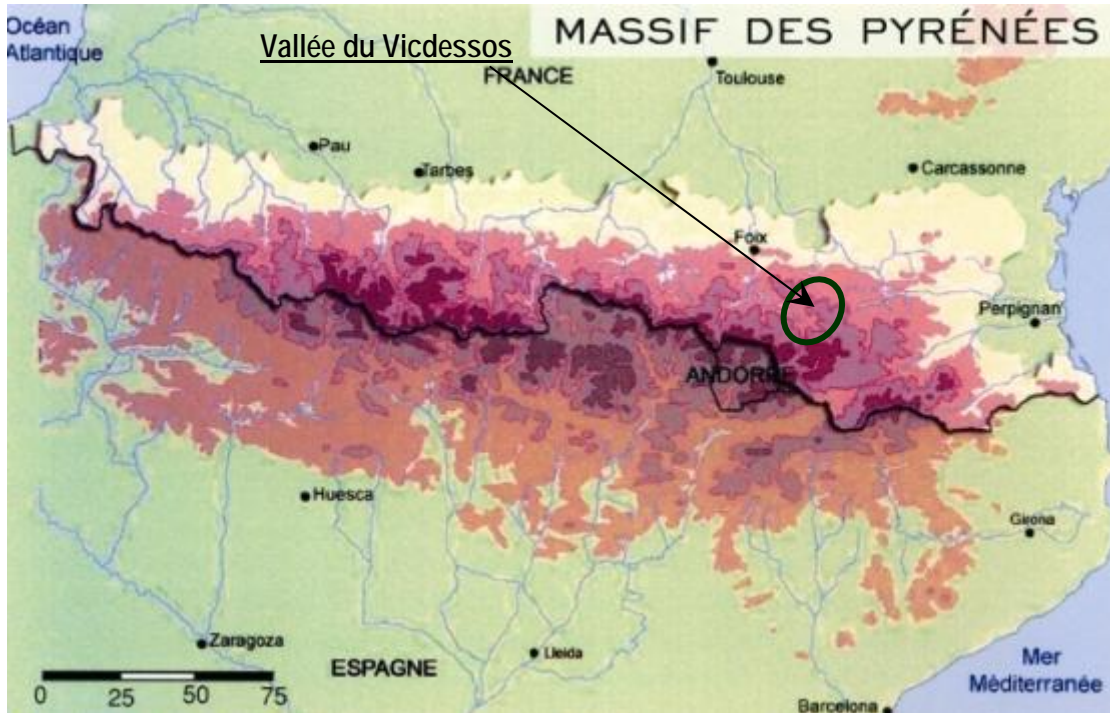 Océan
Atlantique
Vallée du Vicdessos
MASSIF DES PYRÉNÉES
FRANCE
Toulouse
Pau
Tarbes
Carcassonne
Foix
Perpignan
ANDORRE
Huesca
Girona
Zaragoza
ESPAGNE
Lleida
Mer
Méditerranée
0 25 50 75
Barcelona